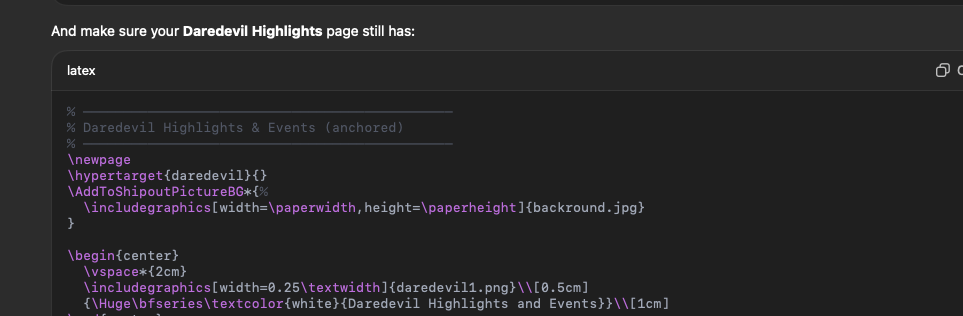 And make sure your Daredevil Highlights page still has:
latex
% ──────────────────────────────
% Daredevil Highlights & Events (anchored)
% ──────────────────────────────
\newpage
\hypertarget{daredevil}{}
\AddToShipoutPictureBG*{%
  \includegraphics[width=\paperwidth,height=\paperheight]{backround.jpg}
}
\begin{center}
  \vspace*{2cm}
  \includegraphics[width=0.25\textwidth]{daredevil1.png}\\[0.5cm]
  {\Huge\bfseries\textcolor{white}{Daredevil Highlights and Events}}\\[1cm]